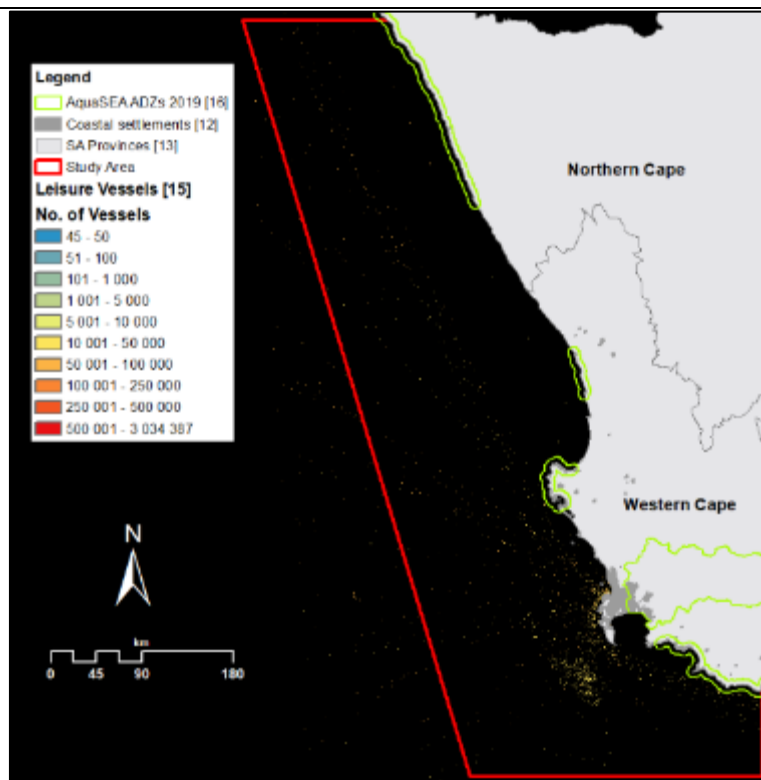 Legend
AquaSEA ADZs 2019 [16]
Coastal settlements [12]
SA Provinces [13]
Study Area
Leisure Vessels [15]
No. of Vessels
45 - 50
51 - 100
101 - 1 000
1 001 - 5 000
5 001 - 10 000
10 001 - 50 000
50 001 - 100 000
100 001 - 250 000
250 001 - 500 000
500 001 - 3 034 387
Northern Cape
Western Cape
N
km
0 45 90 180